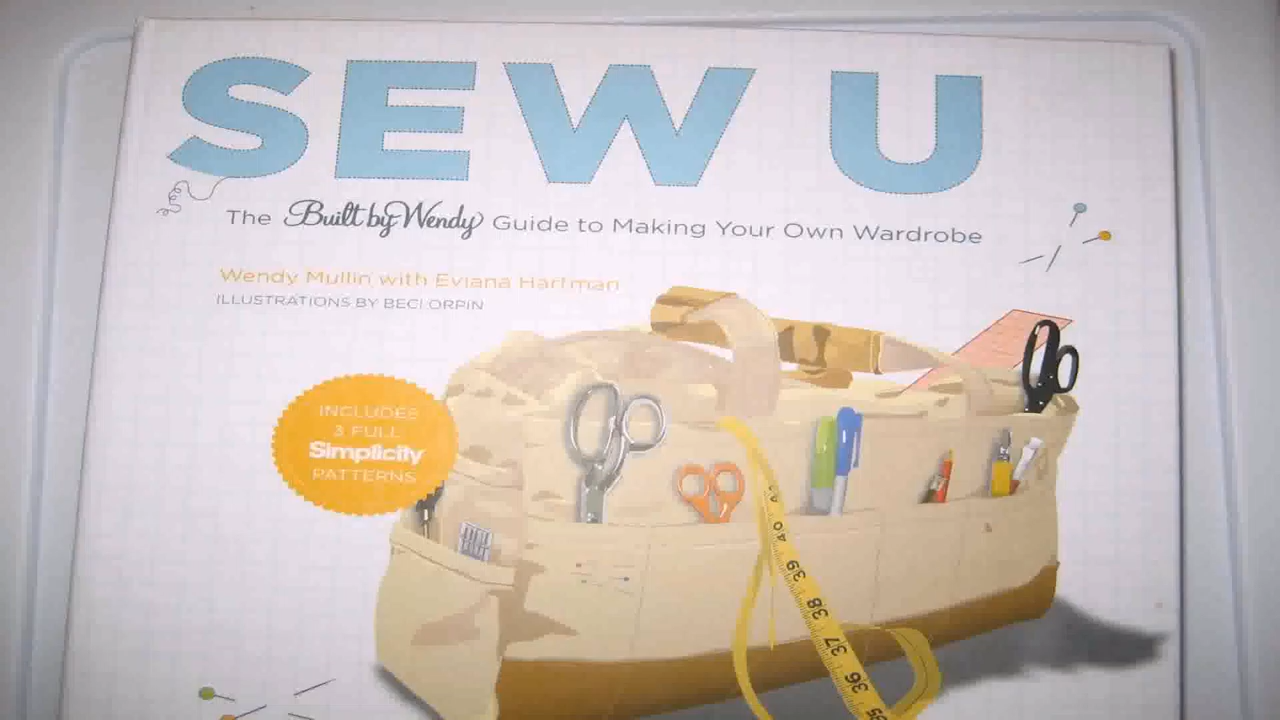 SEW U
The Built by Wendy Guide to Making Your Own Wardrobe
Wendy Mullin with Eviana Hartman
ILLUSTRATIONS BY BECI ORPIN
INCLUDES
3 FULL
Simplicity
PATTERNS
40
39
38
37
36
35